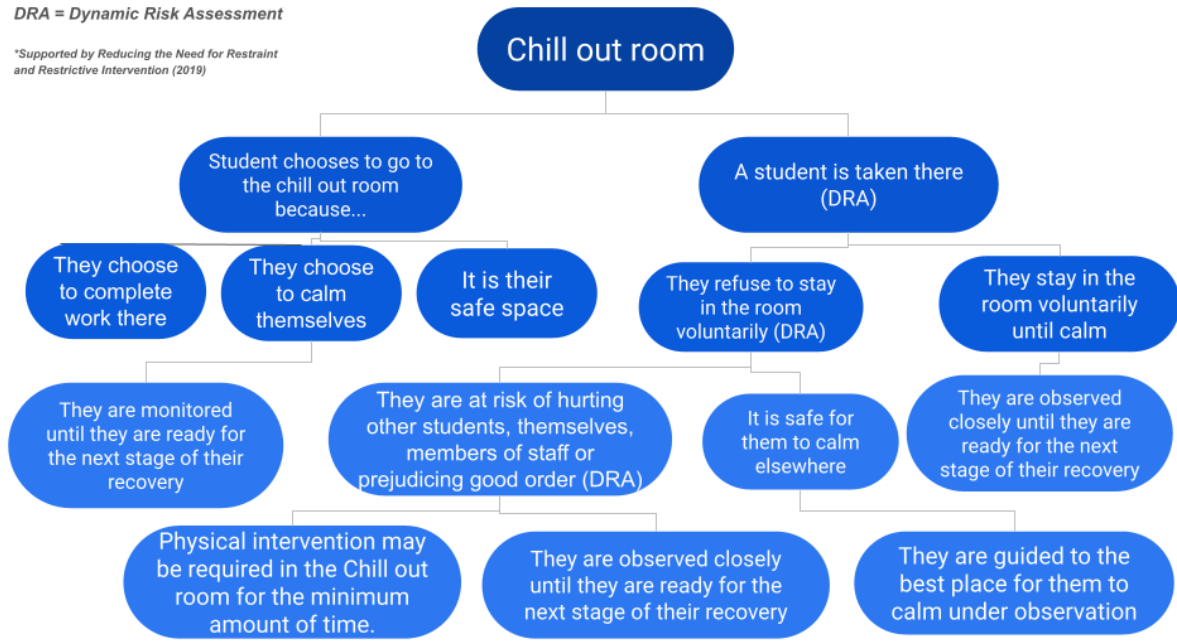 DRA = Dynamic Risk Assessment
*Supported by Reducing the Need for Restraint
and Restrictive Intervention (2019)
Chill out room
Student chooses to go to
the chill out room
because...
A student is taken there
(DRA)
They choose
to complete
work there
They choose
to calm
themselves
It is their
safe space
They refuse to stay
in the room
voluntarily (DRA)
They stay in the
room voluntarily
until calm
They are monitored
until they are ready for
the next stage of their
recovery
They are at risk of hurting
other students, themselves,
members of staff or
prejudicing good order (DRA)
It is safe for
them to calm
elsewhere
They are observed
closely until they are
ready for the next
stage of their recovery
Physical intervention may
be required in the Chill out
room for the minimum
amount of time.
They are observed closely
until they are ready for the
next stage of their recovery
They are guided to the
best place for them to
calm under observation